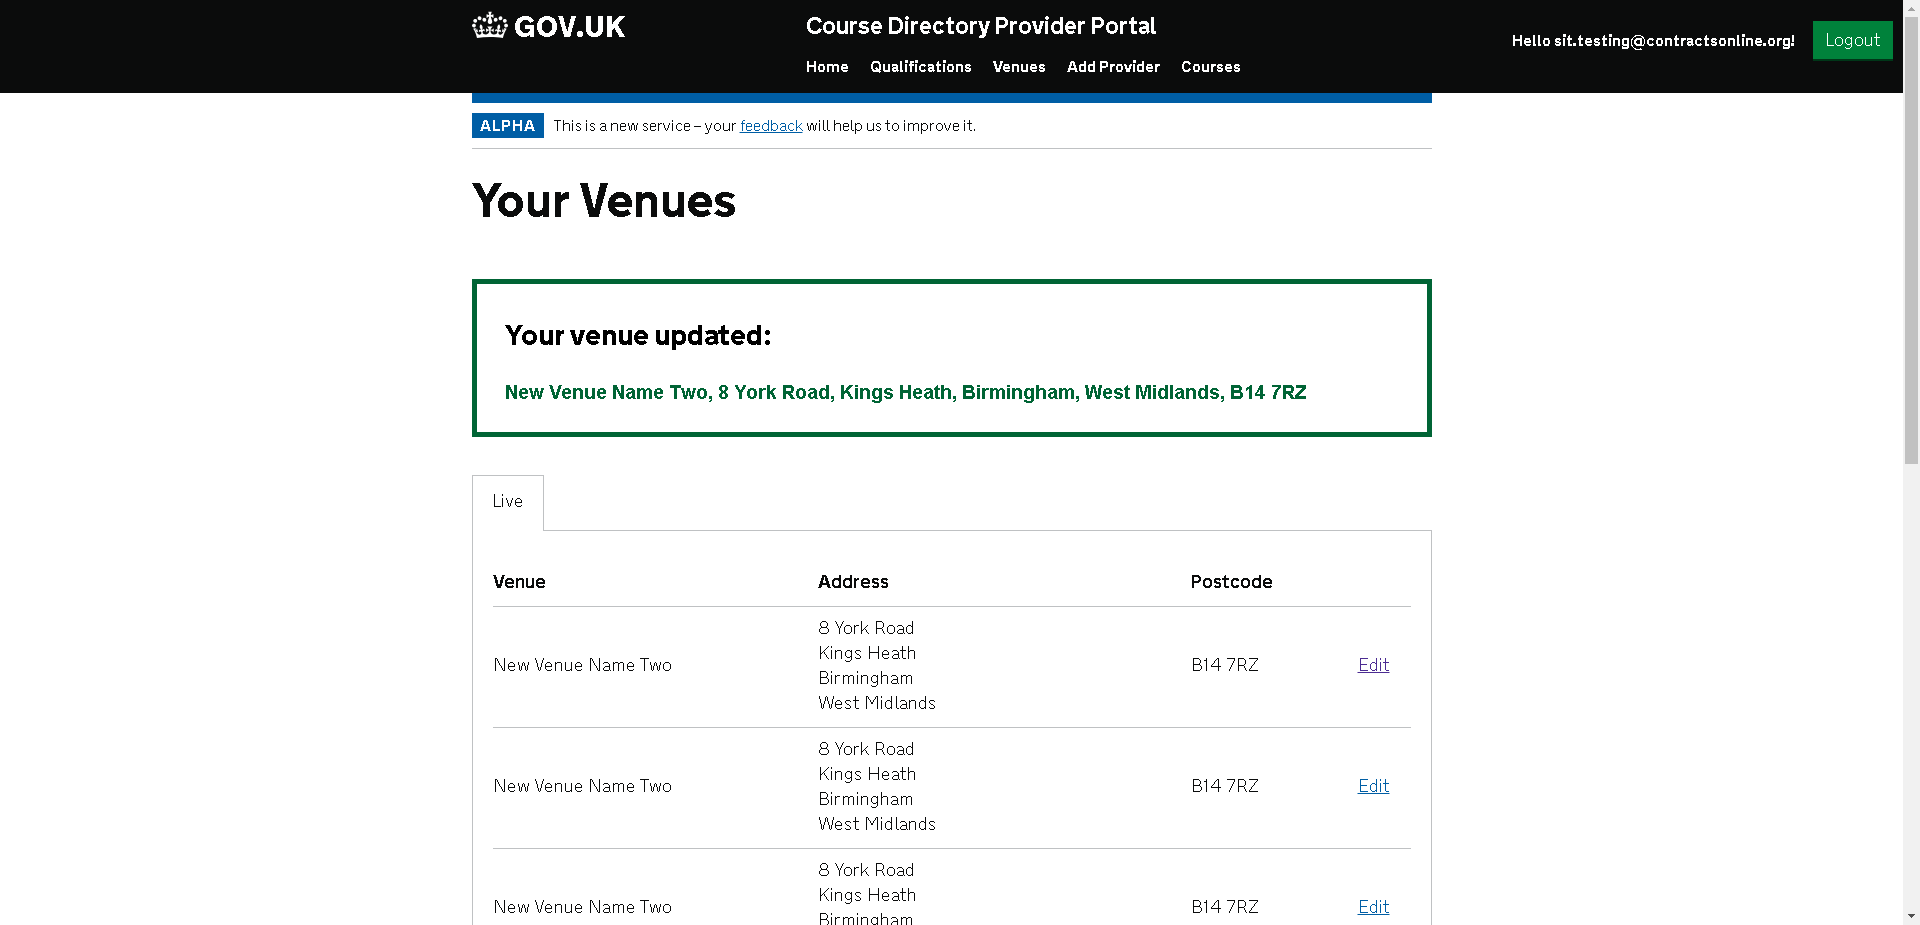 GOV.UK
Course Directory Provider Portal
Home Qualifications Venues Add Provider Courses
Hello sit.testing@contractsonline.org!
Logout
ALPHA This is a new service – your feedback will help us to improve it.
Your Venues
Your venue updated:
New Venue Name Two, 8 York Road, Kings Heath, Birmingham, West Midlands, B14 7RZ
Live
Venue Address Postcode
New Venue Name Two
8 York Road
Kings Heath
Birmingham
West Midlands
B14 7RZ
Edit
New Venue Name Two
8 York Road
Kings Heath
Birmingham
West Midlands
B14 7RZ
Edit
New Venue Name Two
8 York Road
Kings Heath
Birmingham
B14 7RZ
Edit